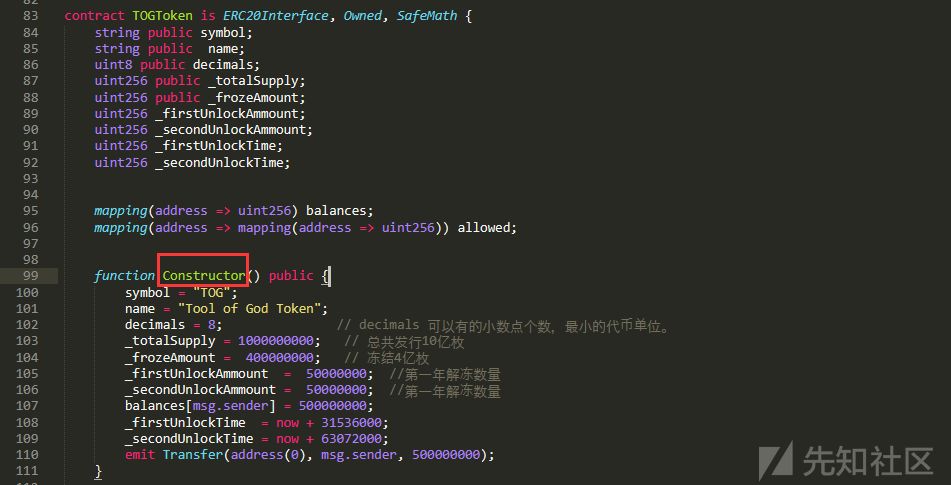 82
83 contract TOGToken is ERC20Interface, Owned, SafeMath {
84 string public symbol;
85 string public  name;
86 uint8 public decimals;
87 uint256 public _totalSupply;
88 uint256 public _frozeAmount;
89 uint256 _firstUnlockAmmount;
90 uint256 _secondUnlockAmmount;
91 uint256 _firstUnlockTime;
92 uint256 _secondUnlockTime;
93
94
95 mapping(address => uint256) balances;
96 mapping(address => mapping(address => uint256)) allowed;
97
98
99 function Constructor() public {
100 symbol = "TOG";
101 name = "Tool of God Token";
102 decimals = 8; // decimals 可以有的小数点个数，最小的代币单位。
103 _totalSupply = 1000000000; // 总共发行10亿枚
104 _frozeAmount =  400000000; // 冻结4亿枚
105 _firstUnlockAmmount  =  50000000; //第一年解冻数量
106 _secondUnlockAmmount =  50000000; //第一年解冻数量
107 balances[msg.sender] = 500000000;
108 _firstUnlockTime  = now + 31536000;
109 _secondUnlockTime = now + 63072000;
110 emit Transfer(address(0), msg.sender, 500000000);
111 }
112
先知社区